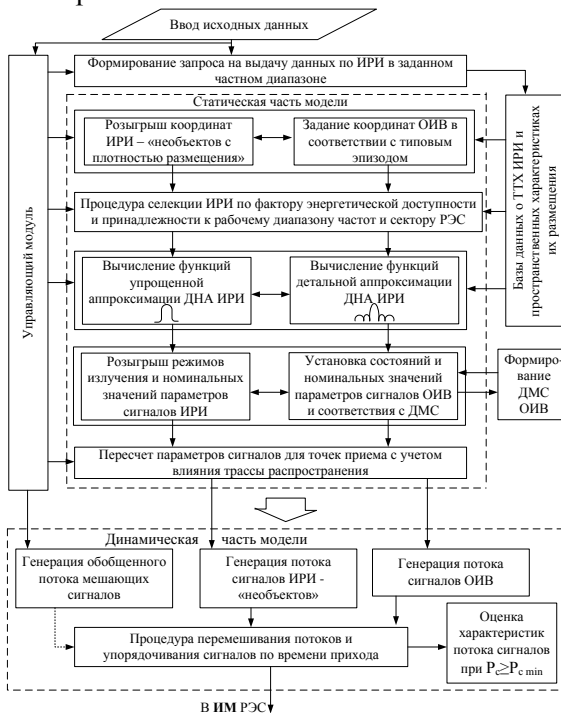 Ввод исходных данных
Формирование запроса на выдачу данных по ИРИ в заданном
частном диапазоне
Управляющий модуль
Статическая часть модели
Розыгрыш координат
ИРИ – «необъектов с
плотностью размещения»
Задание координат ОИВ в
соответствии с типовым
эпизодом
Базы данных о ТТХ ИРИ и
пространственных характеристиках
их размещения
Процедура селекции ИРИ по фактору энергетической доступности
и принадлежности к рабочему диапазону частот и сектору РЭС
Вычисление функций
упрощенной
аппроксимации ДНА ИРИ
Вычисление функций
детальной аппроксимации
ДНА ИРИ
Розыгрыш режимов
излучения и номинальных
значений параметров
сигналов ИРИ
Установка состояний и
номинальных значений
параметров сигналов ОИВ
и соответствия с ДМС
Формиро-
вание
ДМС
ОИВ
Пересчет параметров сигналов для точек приема с учетом
влияния трассы распространения
Динамическая часть модели
Генерация обобщенного
потока мешающих
сигналов
Генерация потока
сигналов ИРИ -
«необъектов»
Генерация потока
сигналов ОИВ
Процедура перемешивания потоков и
упорядочивания сигналов по времени прихода
Оценка
характеристик
потока сигналов
при Pc≥Pc min
В ИМ РЭС